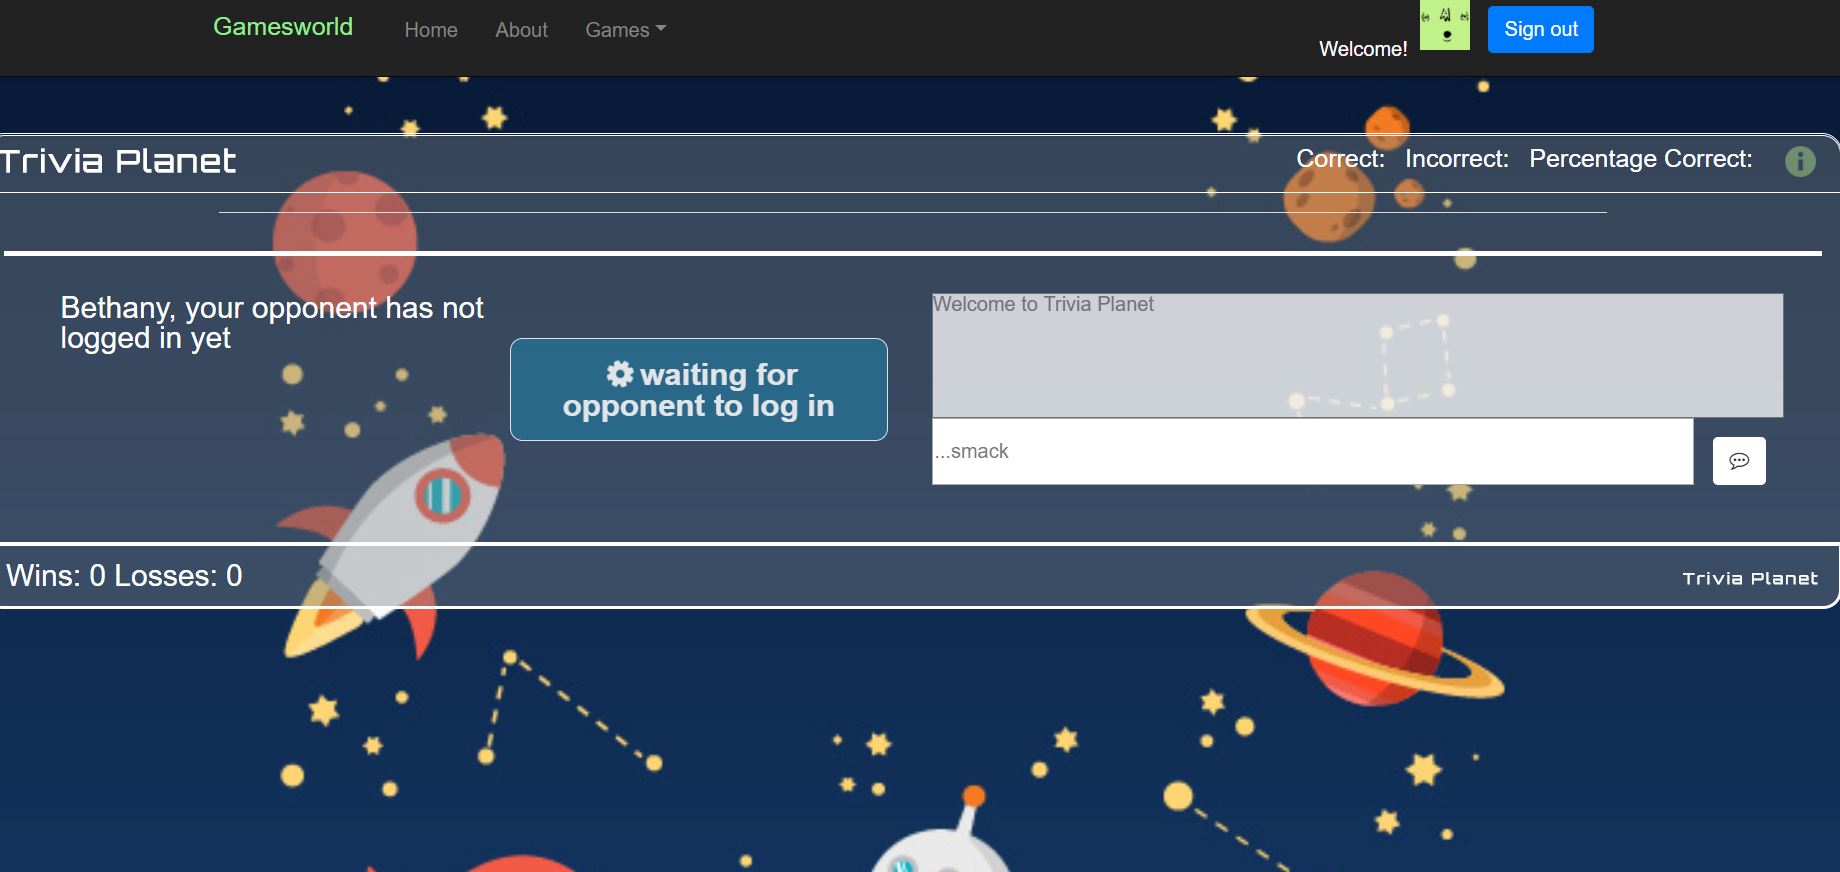 Gamesworld Home About Games Welcome! Sign out
Trivia Planet Correct: Incorrect: Percentage Correct:
Bethany, your opponent has not
logged in yet
waiting for
opponent to log in
Welcome to Trivia Planet
...smack
Wins: 0 Losses: 0 Trivia Planet